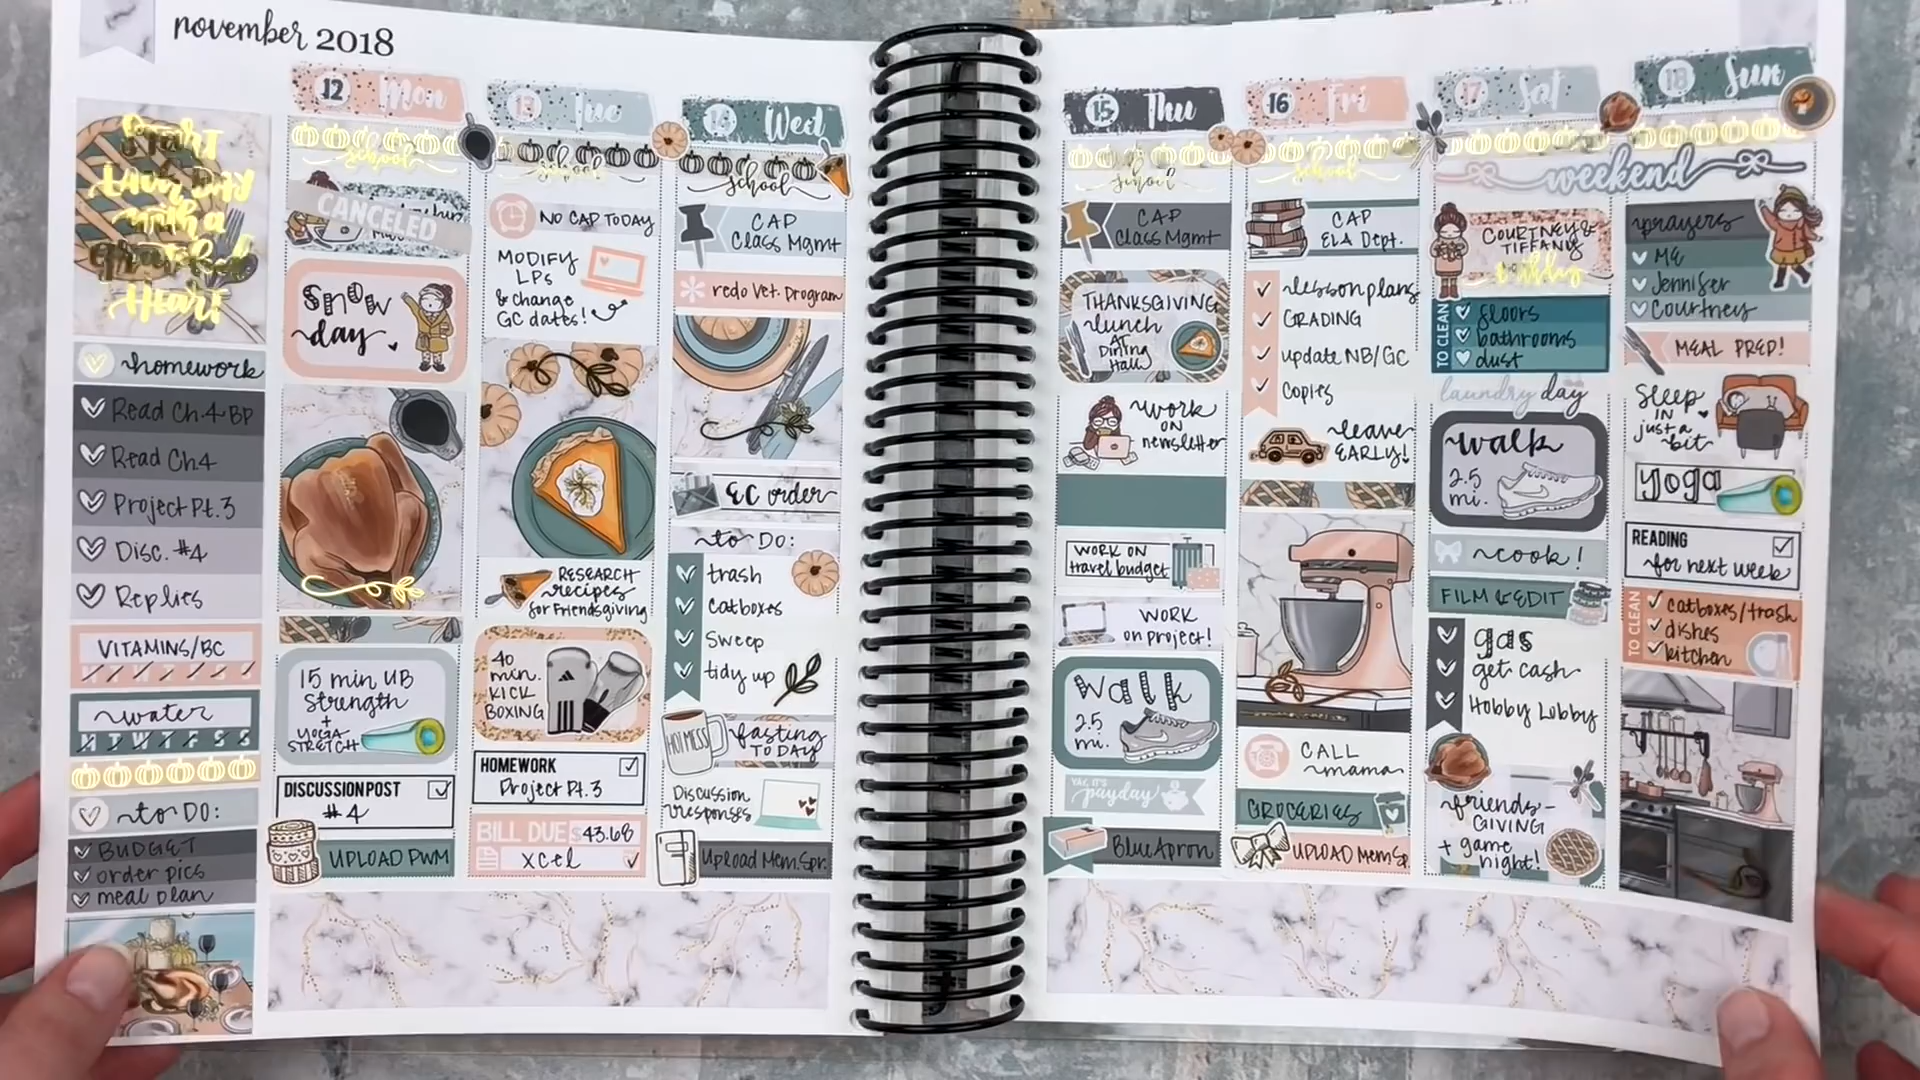 november 2018
START
your day
with a
grateful
Heart
homework
Read Ch.4 BP
Read Ch.4
Project Pt.3
Disc. #4
Replies
VITAMINS/BC
M T W T F S S
water
M T W T F S S
to DO:
BUDGET
order pics
meal plan
12 Mon
school
CANCELED
snow
day
15 min UB
Strength
+
YOGA
STRETCH
DISCUSSION POST
#4
UPLOAD PWM
13 Tue
school
NO CAP TODAY
MODIFY
LPs
& change
GC dates!
RESEARCH
recipes
for Friendsgiving
40
min.
KICK
BOXING
HOMEWORK
Project Pt.3
BILL DUE $43.68
xcel
14 Wed
school
CAP
Class Mgmt
redo Vet. Program
EC order
to DO:
trash
catboxes
sweep
tidy up
HOT MESS
fasting
TODAY
Discussion
responses
Upload Mem.Spr.
15 Thu
school
CAP
Class Mgmt
THANKSGIVING
lunch
AT
Dining
Hall
work
ON
newsletter
WORK ON
travel budget
WORK
on project!
walk
2.5
mi.
YAY, IT'S
payday
Blue Apron
16 Fri
school
CAP
ELA Dept.
lesson plans
GRADING
update NB/GC
copies
leave
EARLY!
CALL
mama
GROCERIES
UPLOAD MemSp.
17 Sat
weekend
COURTNEY &
TIFFANY
TO CLEAN
floors
bathrooms
dust
laundry day
walk
2.5
mi.
cook!
FILM & EDIT
gas
get cash
Hobby Lobby
friends-
GIVING
+ game
night!
18 Sun
prayers
ME
Jennifer
Courtney
MEAL PREP!
Sleep
IN
just a
bit
yoga
READING
for next week
TO CLEAN
catboxes/trash
dishes
kitchen